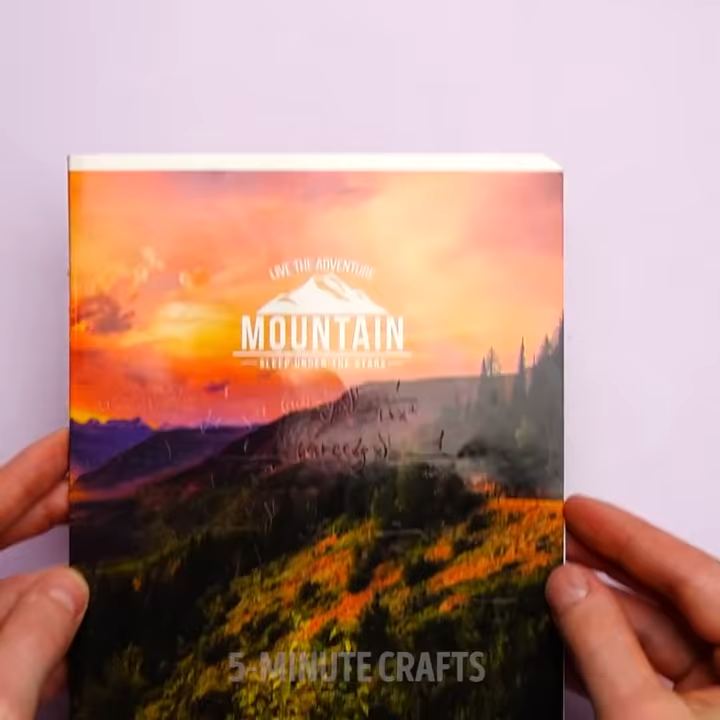 LIVE THE ADVENTURE
MOUNTAIN
SLEEP UNDER THE STARS
5-MINUTE CRAFTS